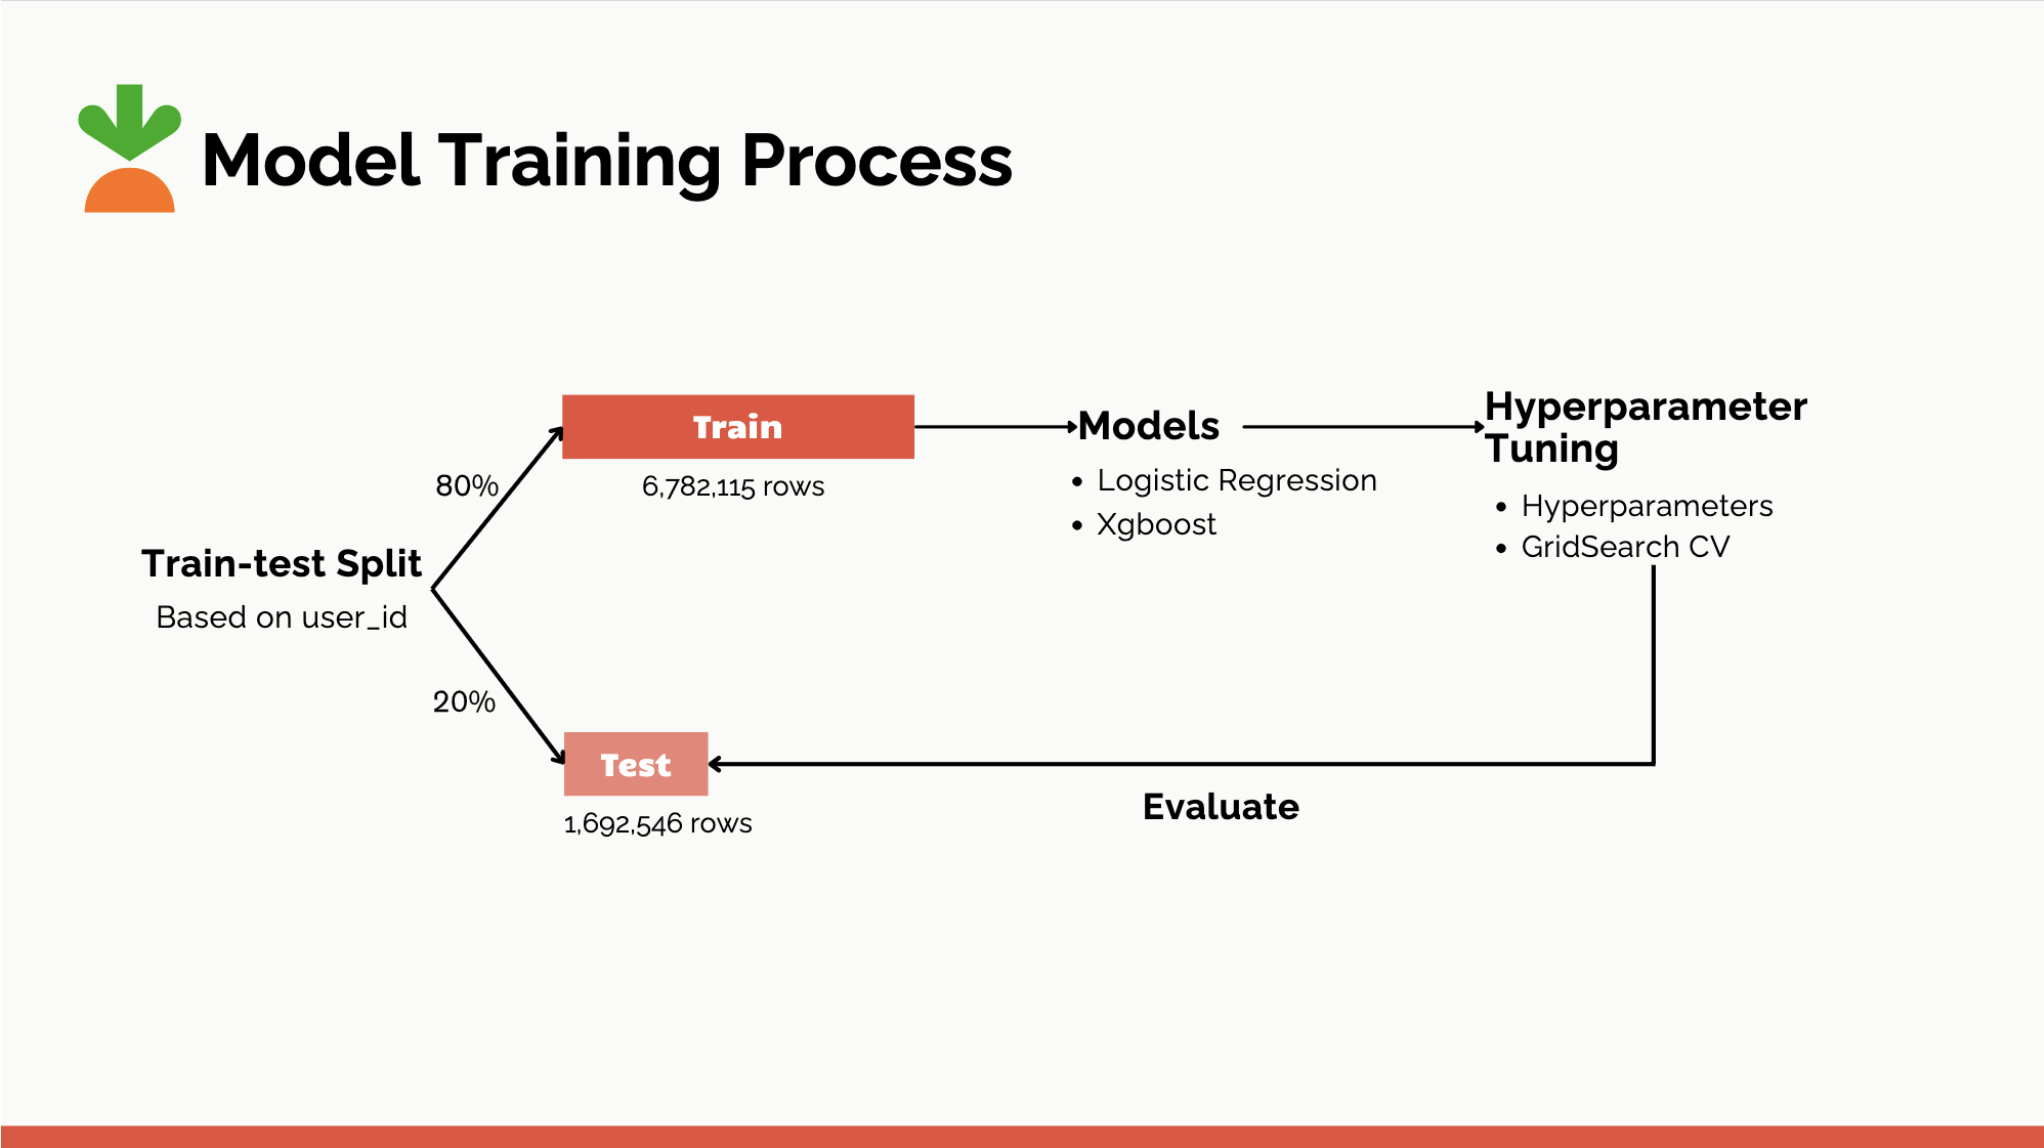 Model Training Process
Train-test Split
Based on user_id
80%
20%
Train
6,782,115 rows
Test
1,692,546 rows
Models
• Logistic Regression
• Xgboost
Hyperparameter
Tuning
• Hyperparameters
• GridSearch CV
Evaluate